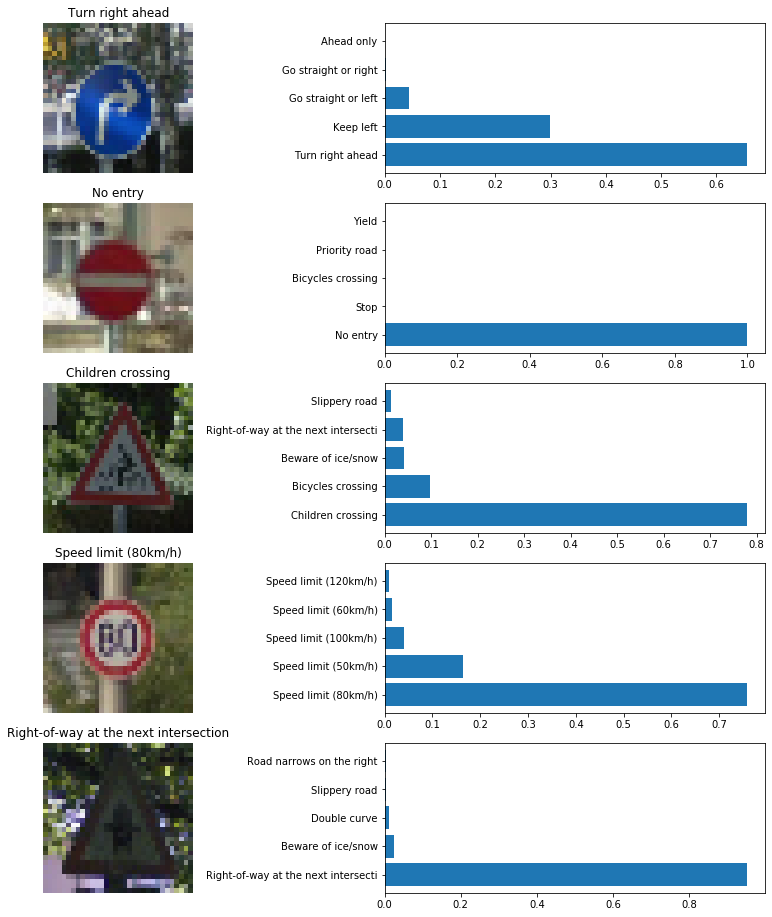 Turn right ahead
Ahead only
Go straight or right
Go straight or left
Keep left
Turn right ahead
0.0 0.1 0.2 0.3 0.4 0.5 0.6
No entry
Yield
Priority road
Bicycles crossing
Stop
No entry
0.0 0.2 0.4 0.6 0.8 1.0
Children crossing
Slippery road
Right-of-way at the next intersecti
Beware of ice/snow
Bicycles crossing
Children crossing
0.0 0.1 0.2 0.3 0.4 0.5 0.6 0.7 0.8
Speed limit (80km/h)
80
Speed limit (120km/h)
Speed limit (60km/h)
Speed limit (100km/h)
Speed limit (50km/h)
Speed limit (80km/h)
0.0 0.1 0.2 0.3 0.4 0.5 0.6 0.7
Right-of-way at the next intersection
Road narrows on the right
Slippery road
Double curve
Beware of ice/snow
Right-of-way at the next intersecti
0.0 0.2 0.4 0.6 0.8